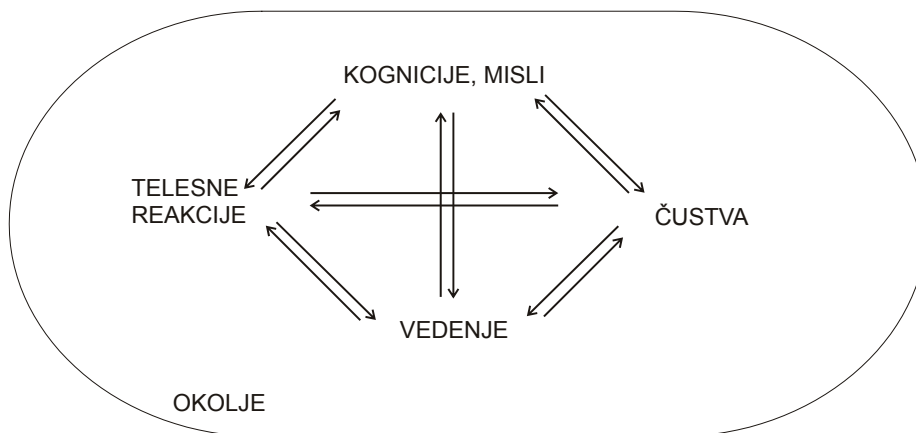 KOGNICIJE, MISLI
TELESNE
REAKCIJE
ČUSTVA
VEDENJE
OKOLJE